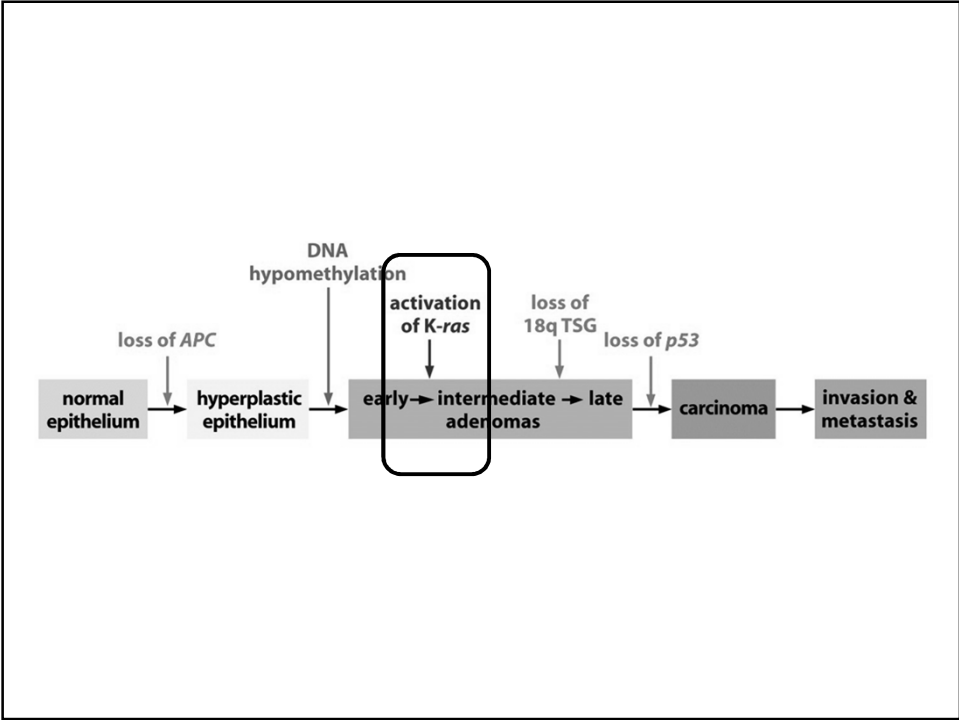 DNA
hypomethylation
activation
of K-ras
loss of
18q TSG
loss of APC
loss of p53
normal
epithelium
hyperplastic
epithelium
early → intermediate → late
adenomas
carcinoma
invasion &
metastasis